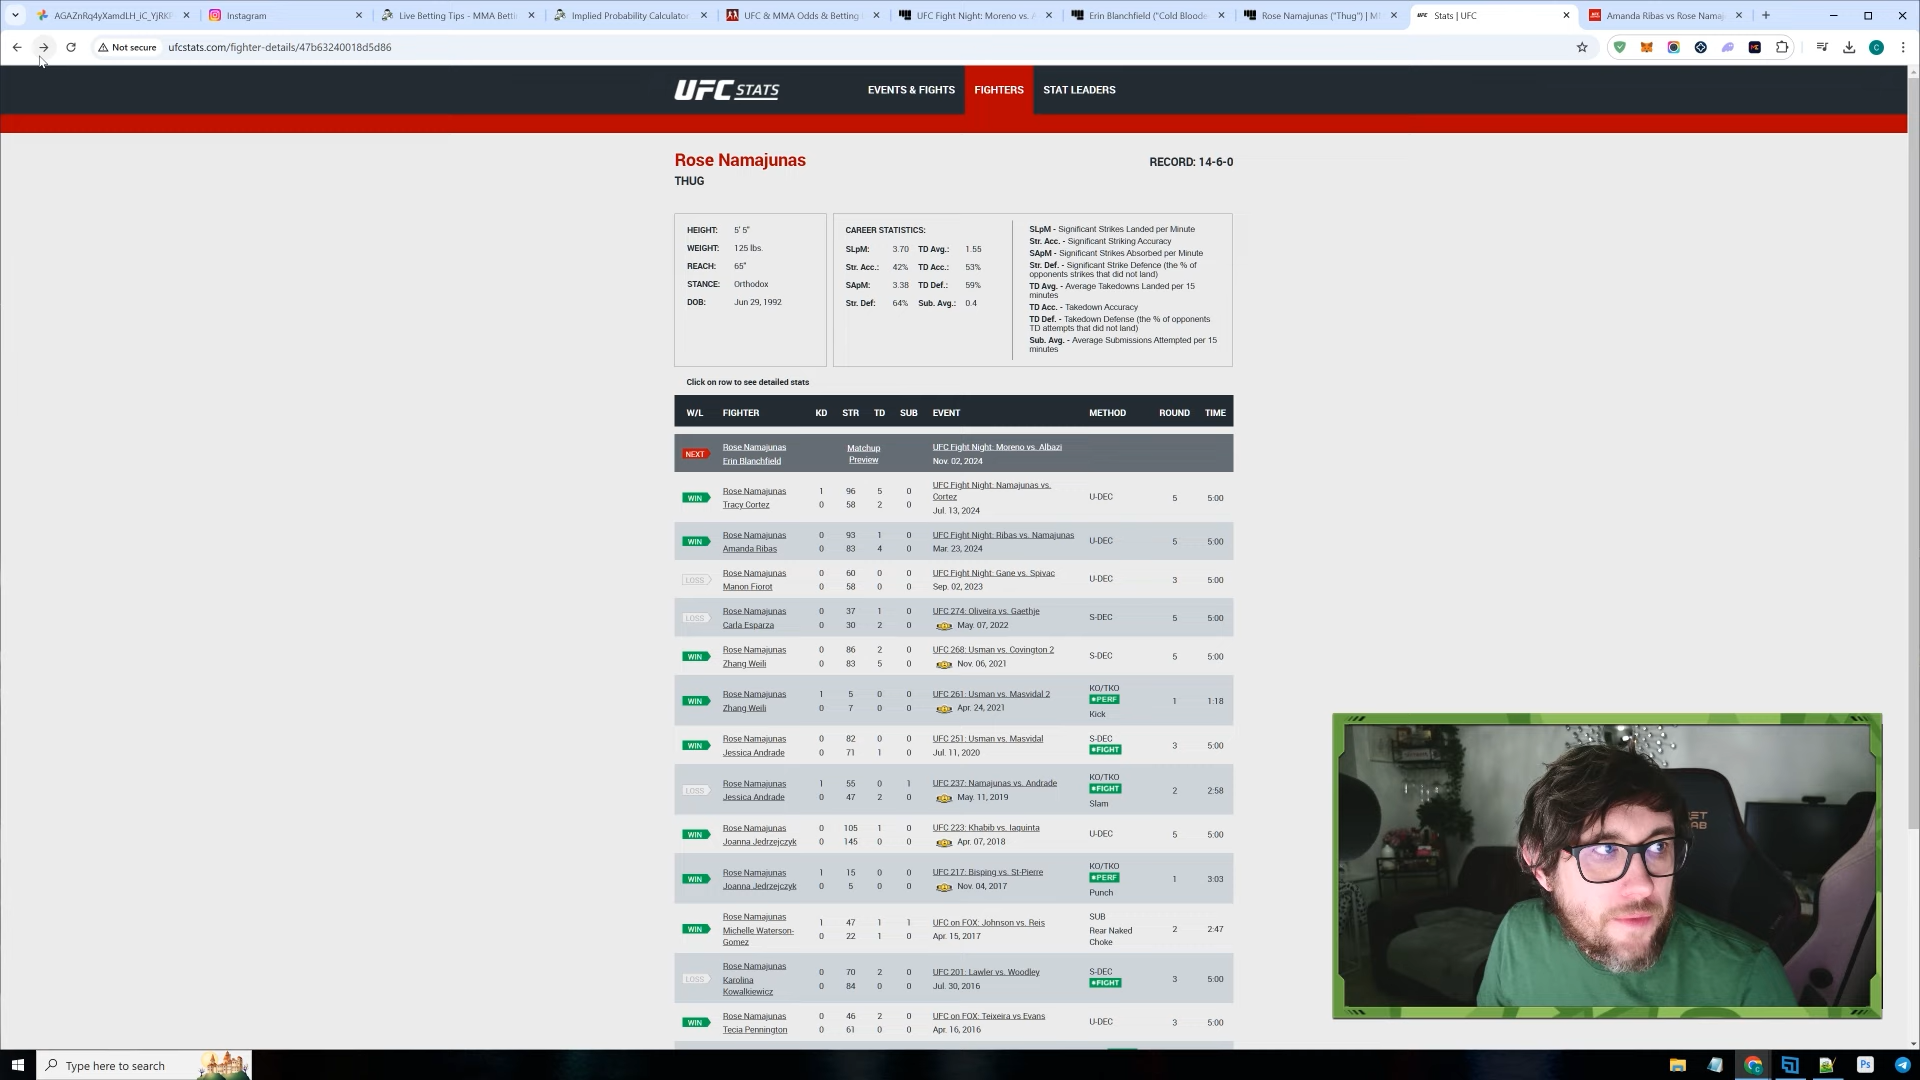 AGAZnRq4yXamdLH_iC_YjRKF
Instagram
Live Betting Tips - MMA Betti
Implied Probability Calculator
UFC & MMA Odds & Betting
UFC Fight Night: Moreno vs. A
Erin Blanchfield ("Cold Bloode
Rose Namajunas ("Thug") | M
Stats | UFC
Amanda Ribas vs Rose Namaj
Not secure
ufcstats.com/fighter-details/47b63240018d5d86
UFC STATS
EVENTS & FIGHTS
FIGHTERS
STAT LEADERS
Rose Namajunas
RECORD: 14-6-0
THUG
HEIGHT: 5' 5"
WEIGHT: 125 lbs.
REACH: 65"
STANCE: Orthodox
DOB: Jun 29, 1992
CAREER STATISTICS:
SLpM: 3.70 TD Avg.: 1.55
Str. Acc.: 42% TD Acc.: 53%
SApM: 3.38 TD Def.: 59%
Str. Def: 64% Sub. Avg.: 0.4
SLpM - Significant Strikes Landed per Minute
Str. Acc. - Significant Striking Accuracy
SApM - Significant Strikes Absorbed per Minute
Str. Def. - Significant Strike Defence (the % of
opponents strikes that did not land)
TD Avg. - Average Takedowns Landed per 15
minutes
TD Acc. - Takedown Accuracy
TD Def. - Takedown Defense (the % of opponents
TD attempts that did not land)
Sub. Avg. - Average Submissions Attempted per 15
minutes
Click on row to see detailed stats
W/L FIGHTER KD STR TD SUB EVENT METHOD ROUND TIME
NEXT Rose Namajunas Matchup UFC Fight Night: Moreno vs. Albazi
Erin Blanchfield Preview Nov. 02, 2024
WIN Rose Namajunas 1 96 5 0 UFC Fight Night: Namajunas vs.
Cortez U-DEC 5 5:00
Tracy Cortez 0 58 2 0 Jul. 13, 2024
WIN Rose Namajunas 0 93 1 0 UFC Fight Night: Ribas vs. Namajunas U-DEC 5 5:00
Amanda Ribas 0 83 4 0 Mar. 23, 2024
LOSS Rose Namajunas 0 60 0 0 UFC Fight Night: Gane vs. Spivac U-DEC 3 5:00
Manon Fiorot 0 58 0 0 Sep. 02, 2023
LOSS Rose Namajunas 0 37 1 0 UFC 274: Oliveira vs. Gaethje S-DEC 5 5:00
Carla Esparza 0 30 2 0 May. 07, 2022
WIN Rose Namajunas 0 86 2 0 UFC 268: Usman vs. Covington 2 S-DEC 5 5:00
Zhang Weili 0 83 5 0 Nov. 06, 2021
WIN Rose Namajunas 1 5 0 0 UFC 261: Usman vs. Masvidal 2 KO/TKO PERF 1 1:18
Zhang Weili 0 7 0 0 Apr. 24, 2021 Kick
WIN Rose Namajunas 0 82 0 0 UFC 251: Usman vs. Masvidal S-DEC 3 5:00
Jessica Andrade 0 71 1 0 Jul. 11, 2020 FIGHT
LOSS Rose Namajunas 1 55 0 1 UFC 237: Namajunas vs. Andrade KO/TKO FIGHT 2 2:58
Jessica Andrade 0 47 2 0 May. 11, 2019 Slam
WIN Rose Namajunas 0 105 1 0 UFC 223: Khabib vs. Iaquinta U-DEC 5 5:00
Joanna Jedrzejczyk 0 145 0 0 Apr. 07, 2018
WIN Rose Namajunas 1 15 0 0 UFC 217: Bisping vs. St-Pierre KO/TKO PERF 1 3:03
Joanna Jedrzejczyk 0 5 0 0 Nov. 04, 2017 Punch
WIN Rose Namajunas 1 47 1 1 UFC on FOX: Johnson vs. Reis SUB 2 2:47
Michelle Waterson- 0 22 1 0 Apr. 15, 2017 Rear Naked
Gomez Choke
LOSS Rose Namajunas 0 70 2 0 UFC 201: Lawler vs. Woodley S-DEC 3 5:00
Karolina 0 84 0 0 Jul. 30, 2016 FIGHT
Kowalkiewicz
WIN Rose Namajunas 0 46 2 0 UFC on FOX: Teixeira vs Evans U-DEC 3 5:00
Tecia Pennington 0 61 0 0 Apr. 16, 2016
Type here to search